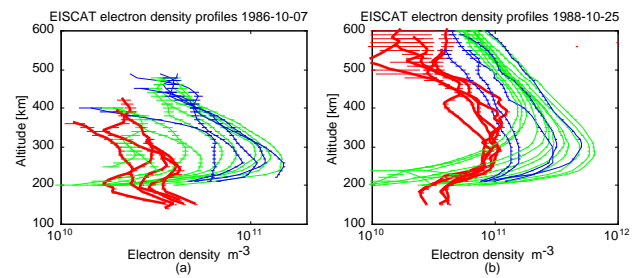 EISCAT electron density profiles 1986-10-07
600
500
400
300
200
100
Altitude [km]
10^10
10^11
Electron density m^-3
(a)
EISCAT electron density profiles 1988-10-25
600
500
400
300
200
100
Altitude [km]
10^10
10^11
10^12
Electron density m^-3
(b)